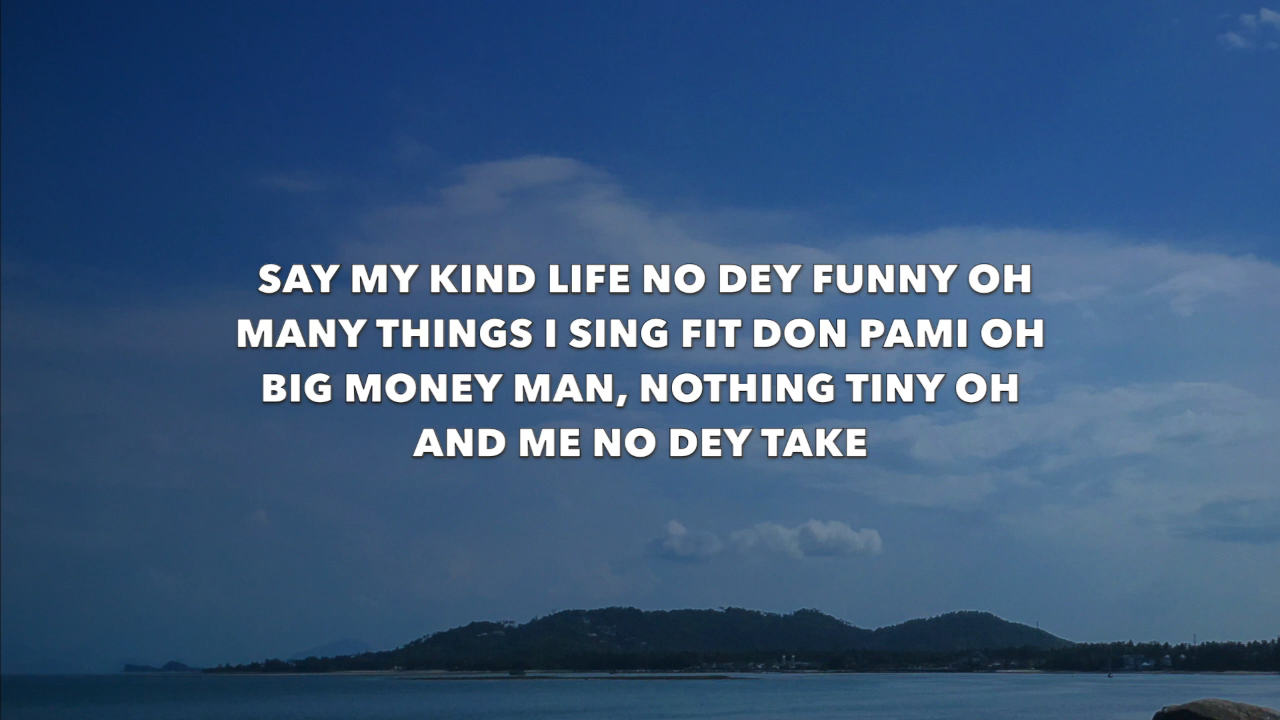 SAY MY KIND LIFE NO DEY FUNNY OH
MANY THINGS I SING FIT DON PAMI OH
BIG MONEY MAN, NOTHING TINY OH
AND ME NO DEY TAKE